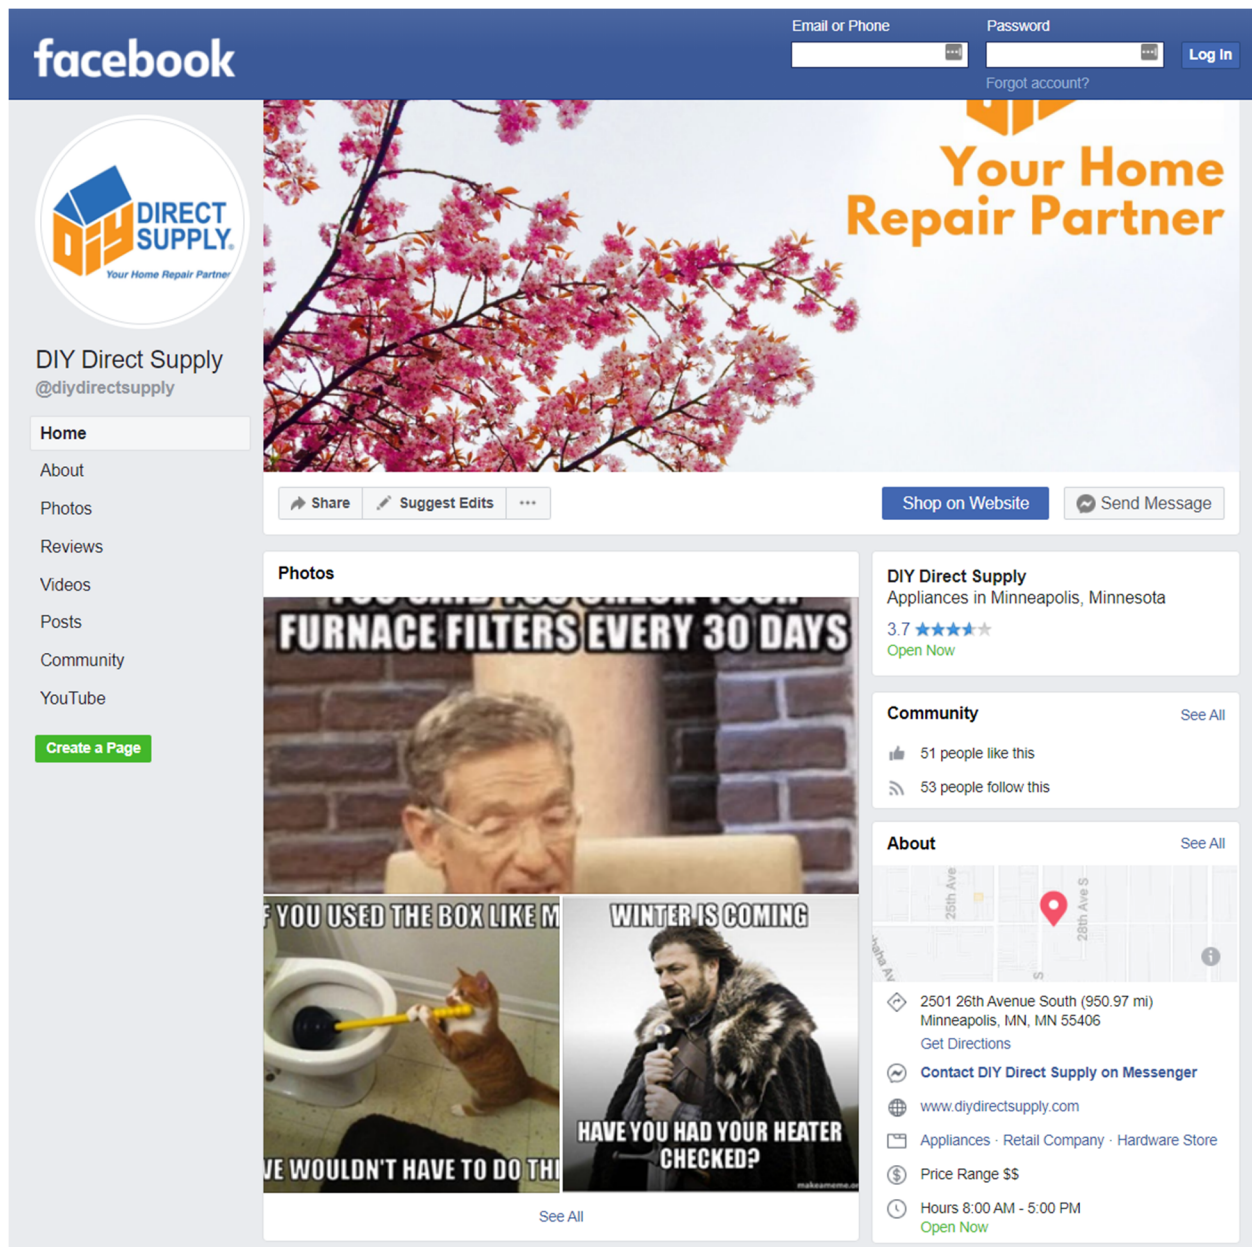 facebook
Email or Phone
Password
Log In
Forgot account?
DiY DIRECT
SUPPLY®
Your Home Repair Partner
Your Home
Repair Partner
DIY Direct Supply
@diydirectsupply
Home
About
Photos
Reviews
Videos
Posts
Community
YouTube
Create a Page
Share
Suggest Edits
Shop on Website
Send Message
Photos
FURNACE FILTERS EVERY 30 DAYS
YOU USED THE BOX LIKE
WOULDN'T HAVE TO DO
WINTER IS COMING
HAVE YOU HAD YOUR HEATER
CHECKED?
See All
DIY Direct Supply
Appliances in Minneapolis, Minnesota
3.7
Open Now
Community
See All
51 people like this
53 people follow this
About
See All
25th Ave
28th Ave S
S
2501 26th Avenue South (950.97 mi)
Minneapolis, MN, MN 55406
Get Directions
Contact DIY Direct Supply on Messenger
www.diydirectsupply.com
Appliances · Retail Company · Hardware Store
Price Range $$
Hours 8:00 AM - 5:00 PM
Open Now